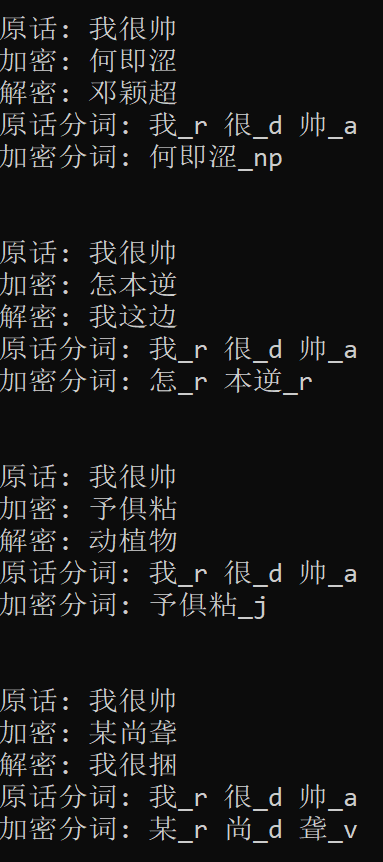 原话: 我很帅
加密: 何即涩
解密: 邓颖超
原话分词: 我_r 很_d 帅_a
加密分词: 何即涩_np
原话: 我很帅
加密: 怎本逆
解密: 我这边
原话分词: 我_r 很_d 帅_a
加密分词: 怎_r 本逆_r
原话: 我很帅
加密: 予俱粘
解密: 动植物
原话分词: 我_r 很_d 帅_a
加密分词: 予俱粘_j
原话: 我很帅
加密: 某尚聋
解密: 我很捆
原话分词: 我_r 很_d 帅_a
加密分词: 某_r 尚_d 聋_v